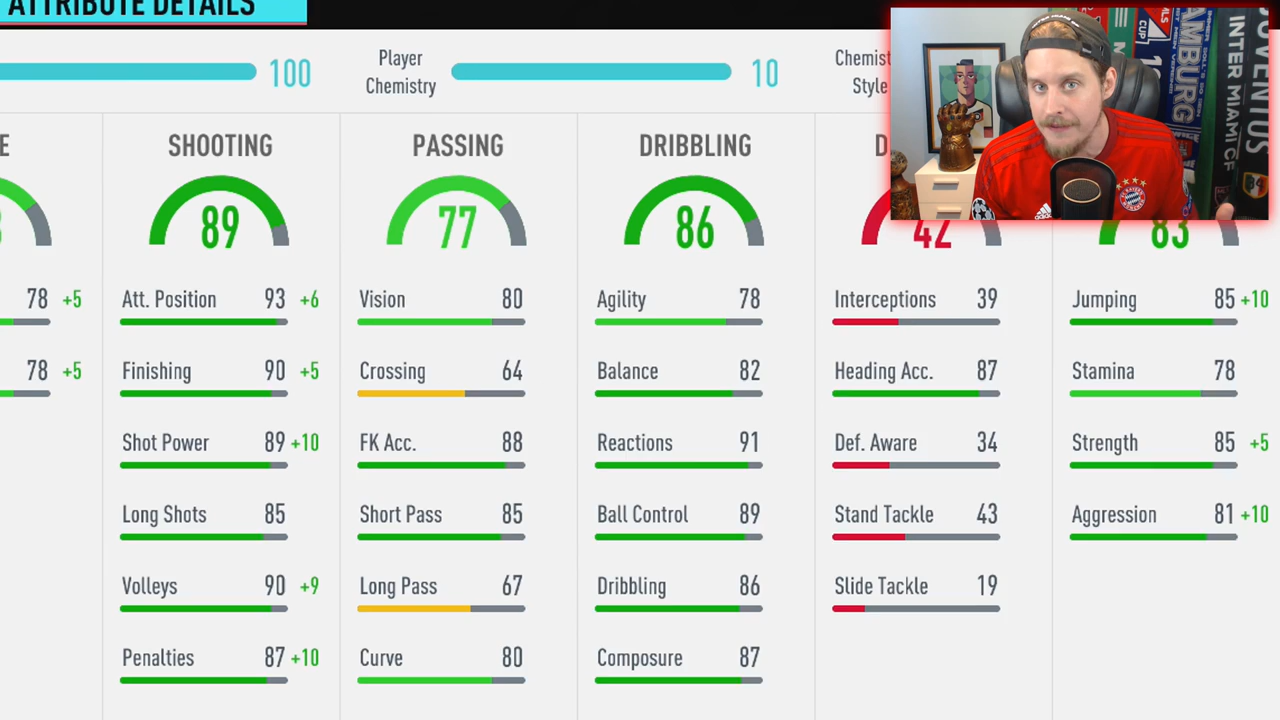 ATTRIBUTE DETAILS
100 Player Chemistry 10 Chemist
Style
E SHOOTING PASSING DRIBBLING D
89 77 86 42 83
78 +5 Att. Position 93 +6 Vision 80 Agility 78 Interceptions 39 Jumping 85 +10
78 +5 Finishing 90 +5 Crossing 64 Balance 82 Heading Acc. 87 Stamina 78
Shot Power 89 +10 FK Acc. 88 Reactions 91 Def. Aware 34 Strength 85 +5
Long Shots 85 Short Pass 85 Ball Control 89 Stand Tackle 43 Aggression 81 +10
Volleys 90 +9 Long Pass 67 Dribbling 86 Slide Tackle 19
Penalties 87 +10 Curve 80 Composure 87
MLS CUP
AMBURG
INTER MIAMI CF
OVENTUS